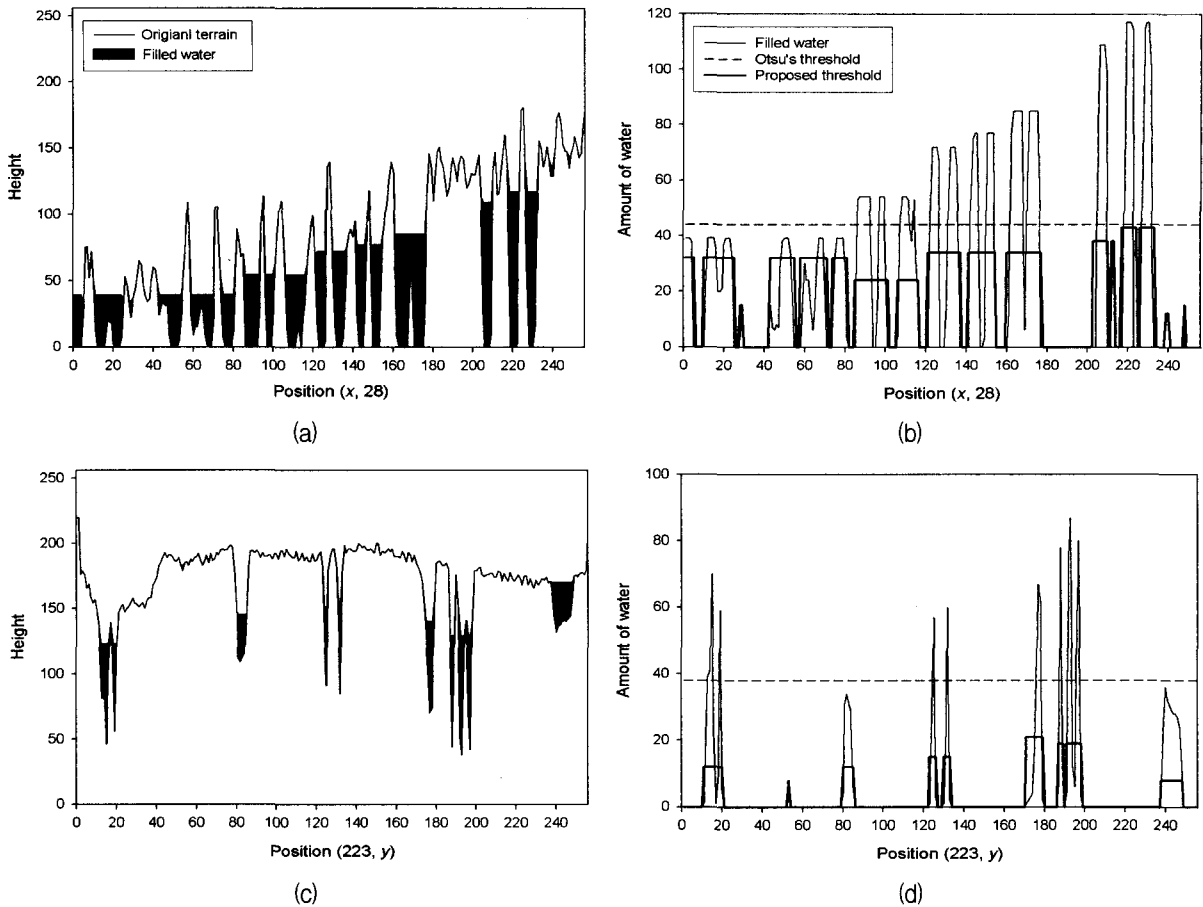 Origianl terrain
Filled water
Height
250
200
150
100
50
0
0 20 40 60 80 100 120 140 160 180 200 220 240
Position (x, 28)
(a)
Filled water
Otsu's threshold
Proposed threshold
Amount of water
120
100
80
60
40
20
0
0 20 40 60 80 100 120 140 160 180 200 220 240
Position (x, 28)
(b)
Height
250
200
150
100
50
0
0 20 40 60 80 100 120 140 160 180 200 220 240
Position (223, y)
(c)
Amount of water
100
80
60
40
20
0
0 20 40 60 80 100 120 140 160 180 200 220 240
Position (223, y)
(d)